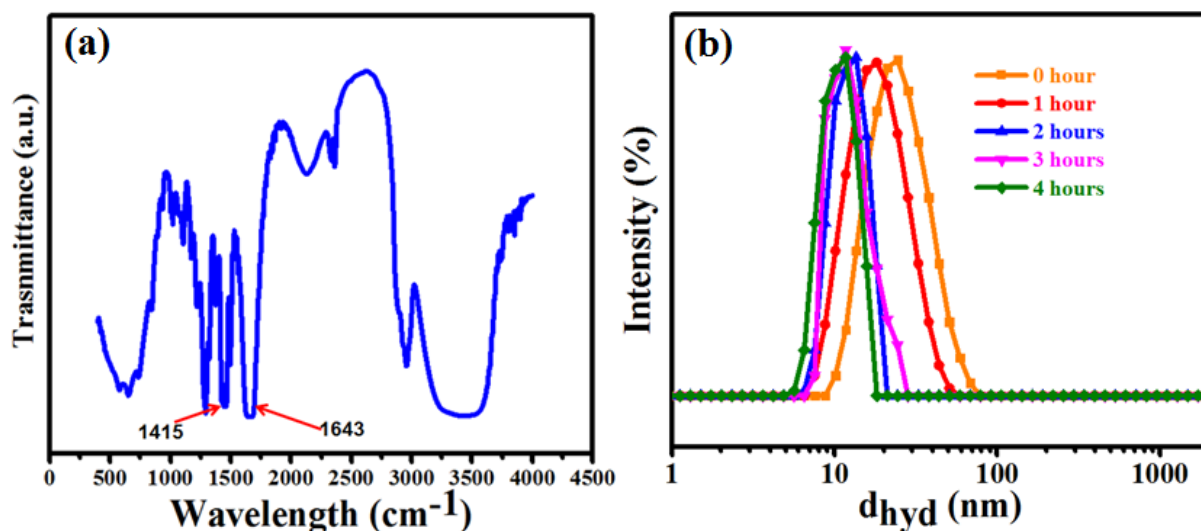 (a)
Trasnmittance (a.u.)
1415
1643
0 500 1000 1500 2000 2500 3000 3500 4000 4500
Wavelength (cm-1)
(b)
Intensity (%)
0 hour
1 hour
2 hours
3 hours
4 hours
1 10 100 1000
dhyd (nm)